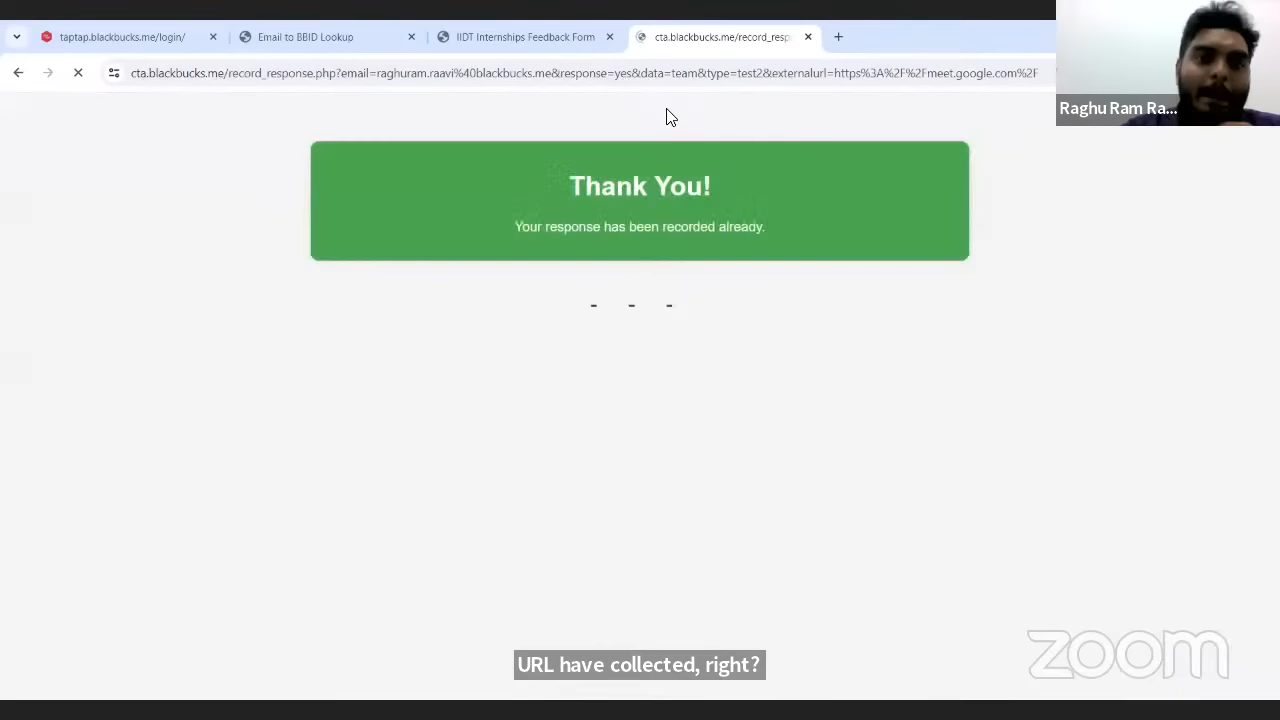 taptap.blackbucks.me/login/
Email to BBID Lookup
IIDT Internships Feedback Form
cta.blackbucks.me/record_resp
cta.blackbucks.me/record_response.php?email=raghuram.raavi%40blackbucks.me&response=yes&data=team&type=test2&externalurl=https%3A%2F%2Fmeet.google.com%2F
Raghu Ram Ra...
Thank You!
Your response has been recorded already.
- - -
URL have collected, right?
zoom